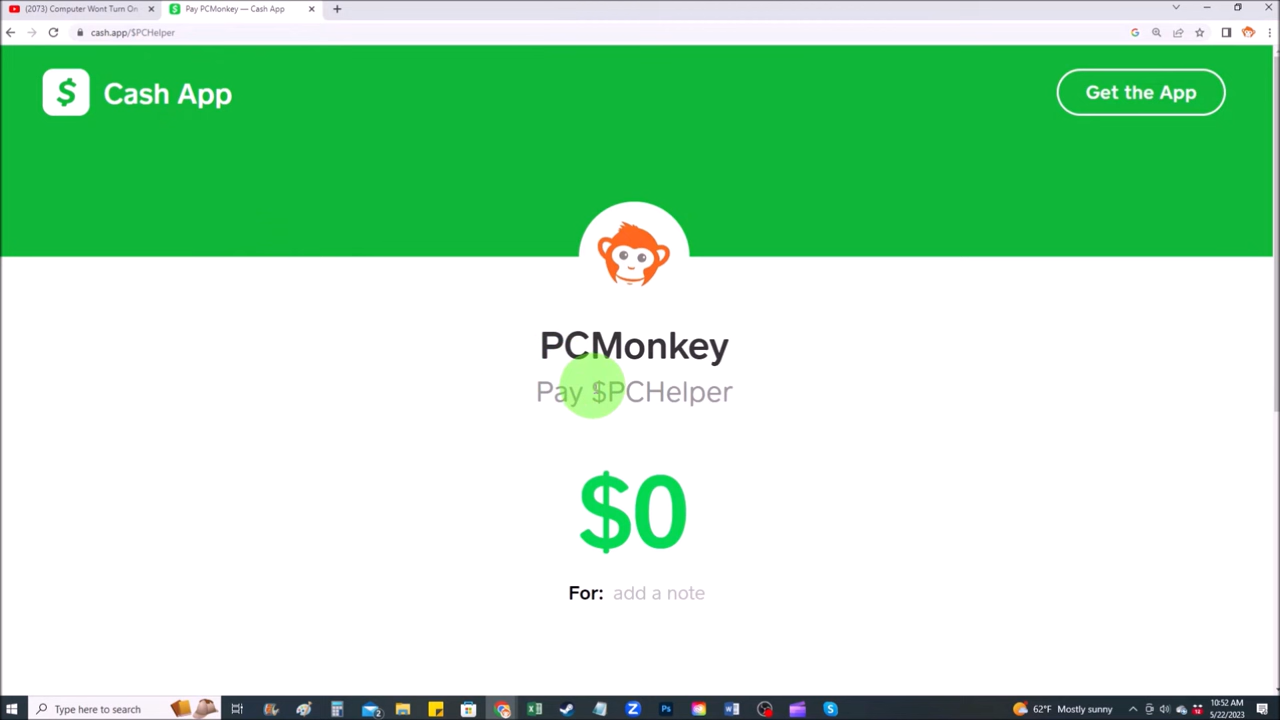 (2073) Computer Wont Turn On
Pay PCMonkey — Cash App
cash.app/$PCHelper
Cash App
Get the App
PCMonkey
Pay $PCHelper
$0
For: add a note
Type here to search
62°F Mostly sunny
10:52 AM
5/22/2023